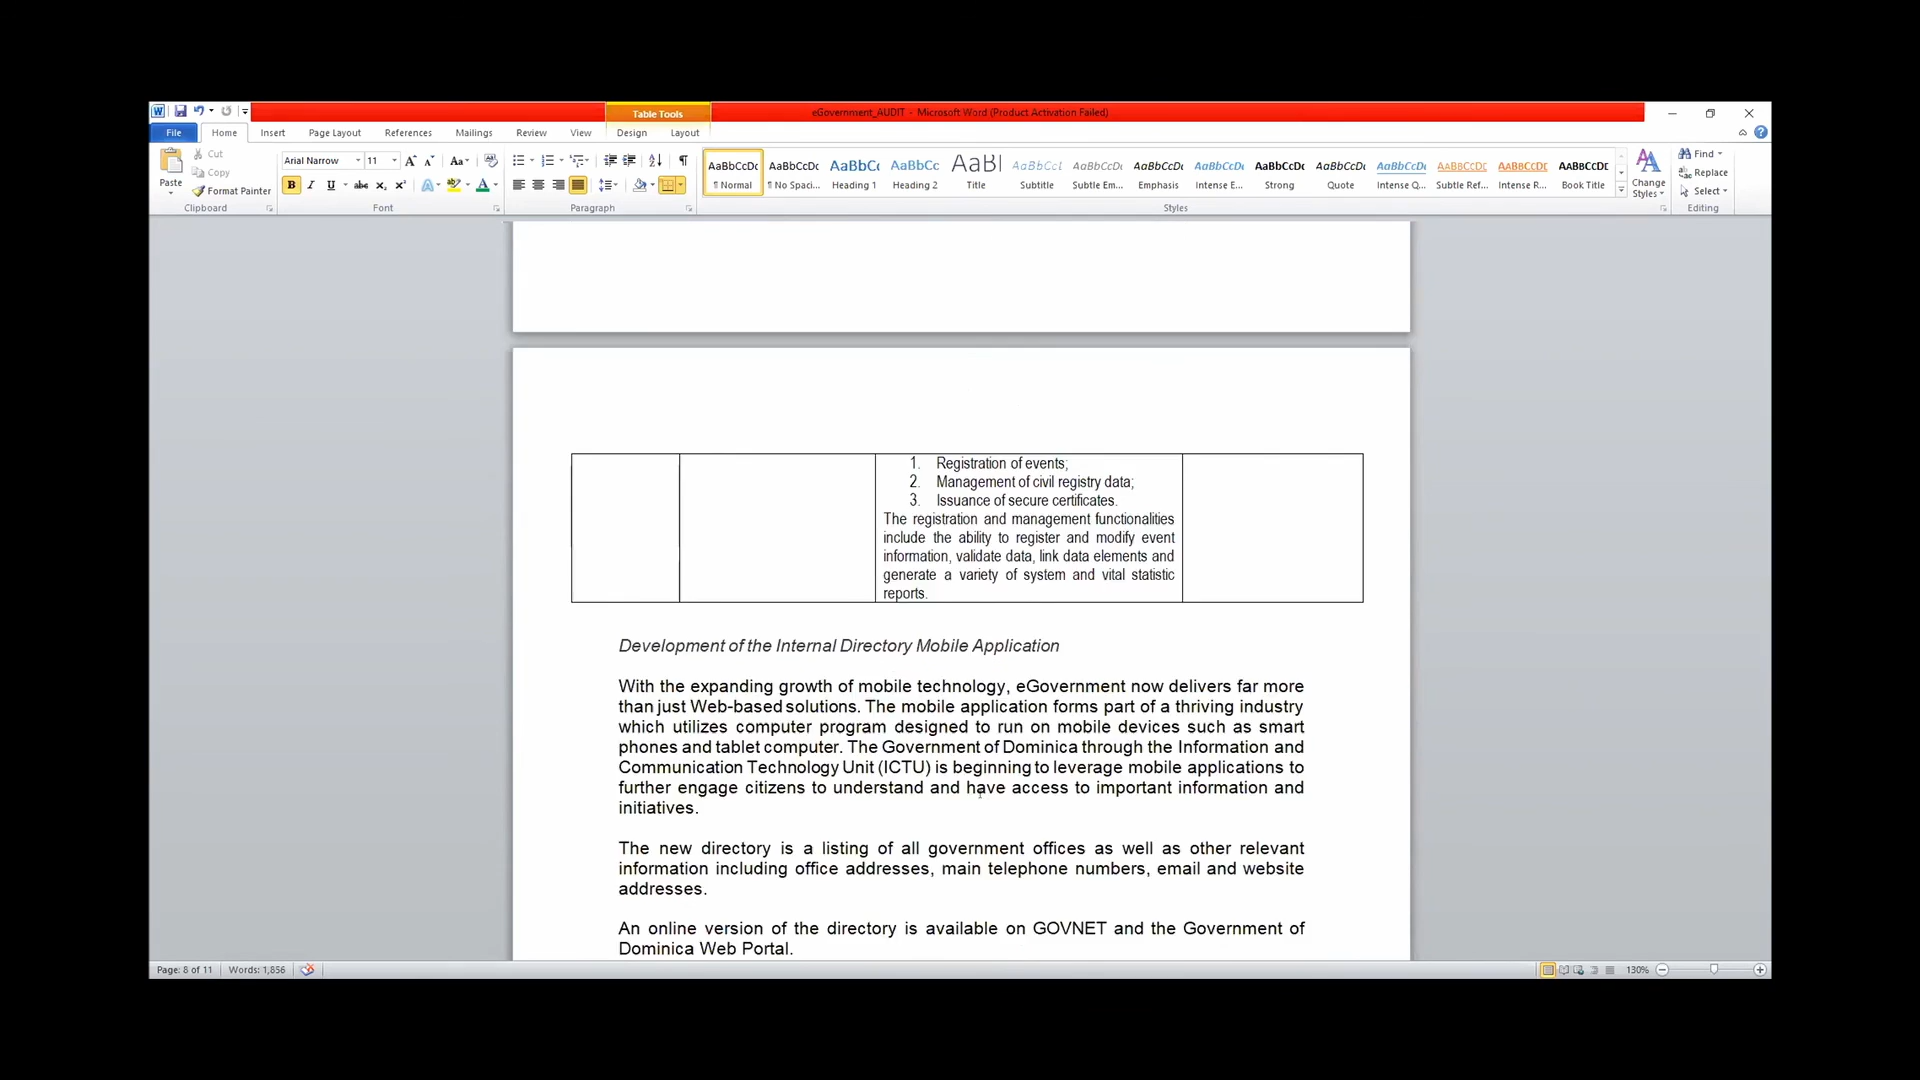 Table Tools
eGovernment_AUDIT - Microsoft Word (Product Activation Failed)
File Home Insert Page Layout References Mailings Review View Design Layout
Paste
Cut
Copy
Format Painter
Clipboard
Arial Narrow 11
Font
Paragraph
AaBbCcDc AaBbCcDc AaBbCc AaBbCc AaBl AaBbCcL AaBbCcDc AaBbCcDc AaBbCcDc AaBbCcDc AaBbCcDc AaBbCcDc AABBCCDC AABBCCDC AABBCCDC
¶ Normal ¶ No Spaci... Heading 1 Heading 2 Title Subtitle Subtle Em... Emphasis Intense E... Strong Quote Intense Q... Subtle Ref... Intense R... Book Title
Change
Styles
Styles
Find
Replace
Select
Editing
1. Registration of events;
2. Management of civil registry data;
3. Issuance of secure certificates.
The registration and management functionalities
include the ability to register and modify event
information, validate data, link data elements and
generate a variety of system and vital statistic
reports.
Development of the Internal Directory Mobile Application
With the expanding growth of mobile technology, eGovernment now delivers far more
than just Web-based solutions. The mobile application forms part of a thriving industry
which utilizes computer program designed to run on mobile devices such as smart
phones and tablet computer. The Government of Dominica through the Information and
Communication Technology Unit (ICTU) is beginning to leverage mobile applications to
further engage citizens to understand and have access to important information and
initiatives.
The new directory is a listing of all government offices as well as other relevant
information including office addresses, main telephone numbers, email and website
addresses.
An online version of the directory is available on GOVNET and the Government of
Dominica Web Portal.
Page: 8 of 11 Words: 1,856 130%